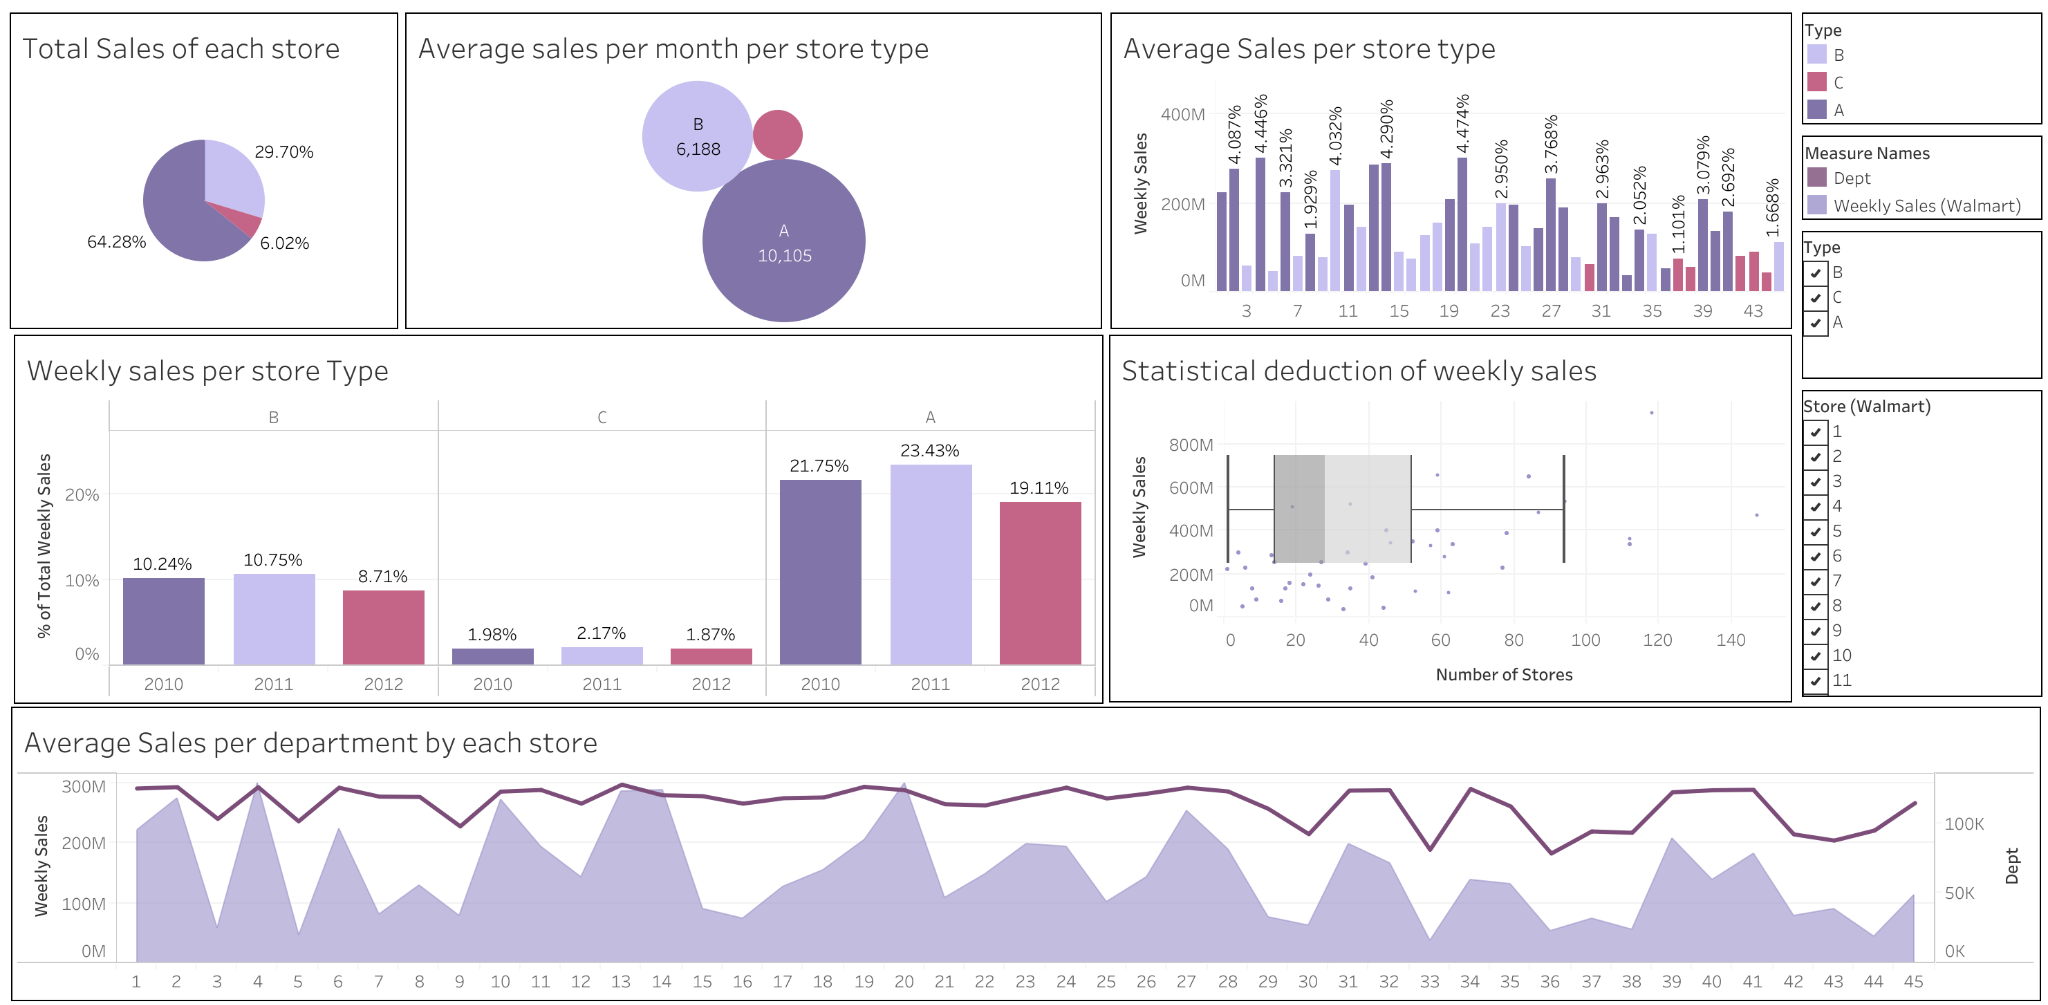 Total Sales of each store
29.70%
64.28%
6.02%
Average sales per month per store type
B
6,188
A
10,105
Average Sales per store type
Weekly Sales
400M
200M
0M
4.087%
4.446%
3.321%
1.929%
4.032%
4.290%
4.474%
2.950%
3.768%
2.963%
2.052%
1.101%
3.079%
2.692%
1.668%
3 7 11 15 19 23 27 31 35 39 43
Type
B
C
A
Measure Names
Dept
Weekly Sales (Walmart)
Type
B
C
A
Weekly sales per store Type
% of Total Weekly Sales
B C A
20%
10%
0%
10.24% 10.75% 8.71%
1.98% 2.17% 1.87%
21.75% 23.43% 19.11%
2010 2011 2012 2010 2011 2012 2010 2011 2012
Statistical deduction of weekly sales
Weekly Sales
800M
600M
400M
200M
0M
0 20 40 60 80 100 120 140
Number of Stores
Store (Walmart)
1
2
3
4
5
6
7
8
9
10
11
Average Sales per department by each store
Weekly Sales
300M
200M
100M
0M
100K
50K
0K
Dept
1 2 3 4 5 6 7 8 9 10 11 12 13 14 15 16 17 18 19 20 21 22 23 24 25 26 27 28 29 30 31 32 33 34 35 36 37 38 39 40 41 42 43 44 45